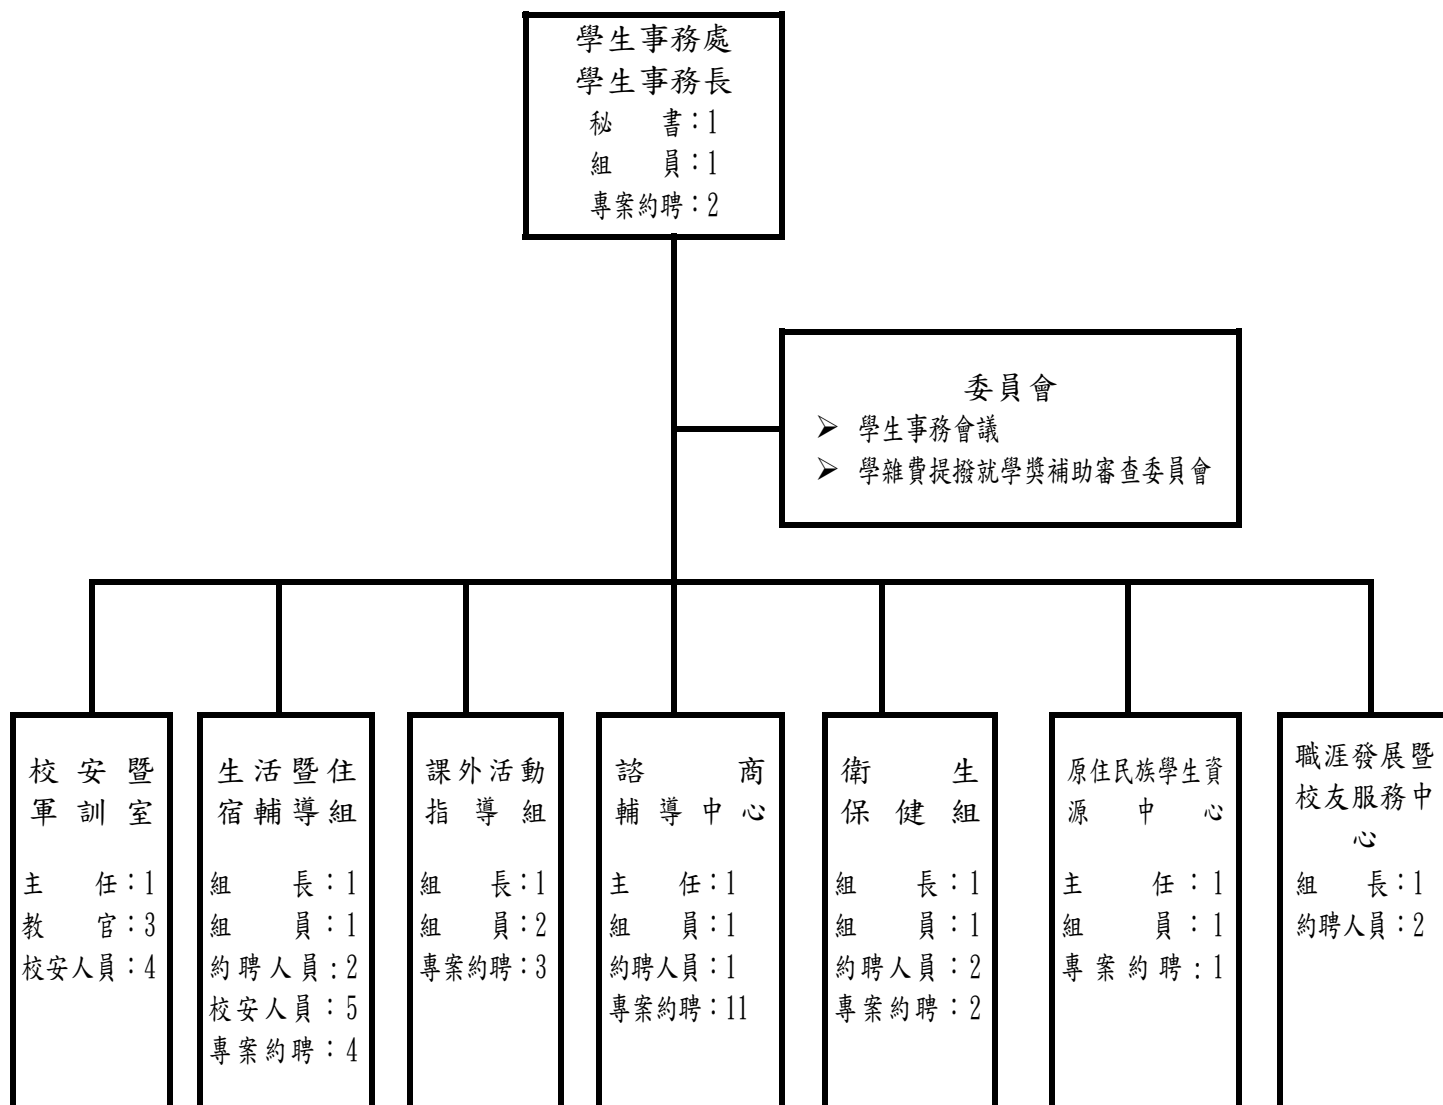 學生事務處
學生事務長
秘 書：1
組 員：1
專案約聘：2
委員會
➢ 學生事務會議
➢ 學雜費提撥就學獎補助審查委員會
校安暨
軍訓室
主 任：1
教 官：3
校安人員：4
生活暨住
宿輔導組
組 長：1
組 員：1
約聘人員：2
校安人員：5
專案約聘：4
課外活動
指導組
組 長：1
組 員：2
專案約聘：3
諮商
輔導中心
主 任：1
組 員：1
約聘人員：1
專案約聘：11
衛生
保健組
組 長：1
組 員：1
約聘人員：2
專案約聘：2
原住民族學生資
源中心
主 任：1
組 員：1
專案約聘：1
職涯發展暨
校友服務中
心
組 長：1
約聘人員：2